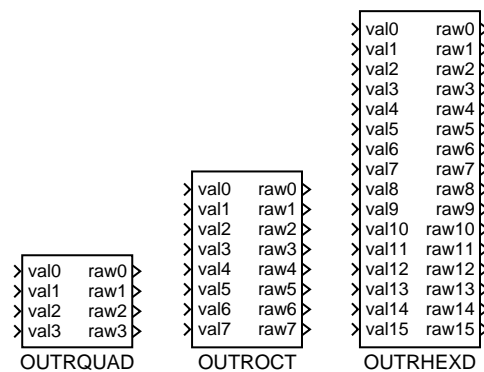 val0 raw0
val1 raw1
val2 raw2
val3 raw3
OUTRQUAD
val0 raw0
val1 raw1
val2 raw2
val3 raw3
val4 raw4
val5 raw5
val6 raw6
val7 raw7
OUTROCT
val0 raw0
val1 raw1
val2 raw2
val3 raw3
val4 raw4
val5 raw5
val6 raw6
val7 raw7
val8 raw8
val9 raw9
val10 raw10
val11 raw11
val12 raw12
val13 raw13
val14 raw14
val15 raw15
OUTRHEXD